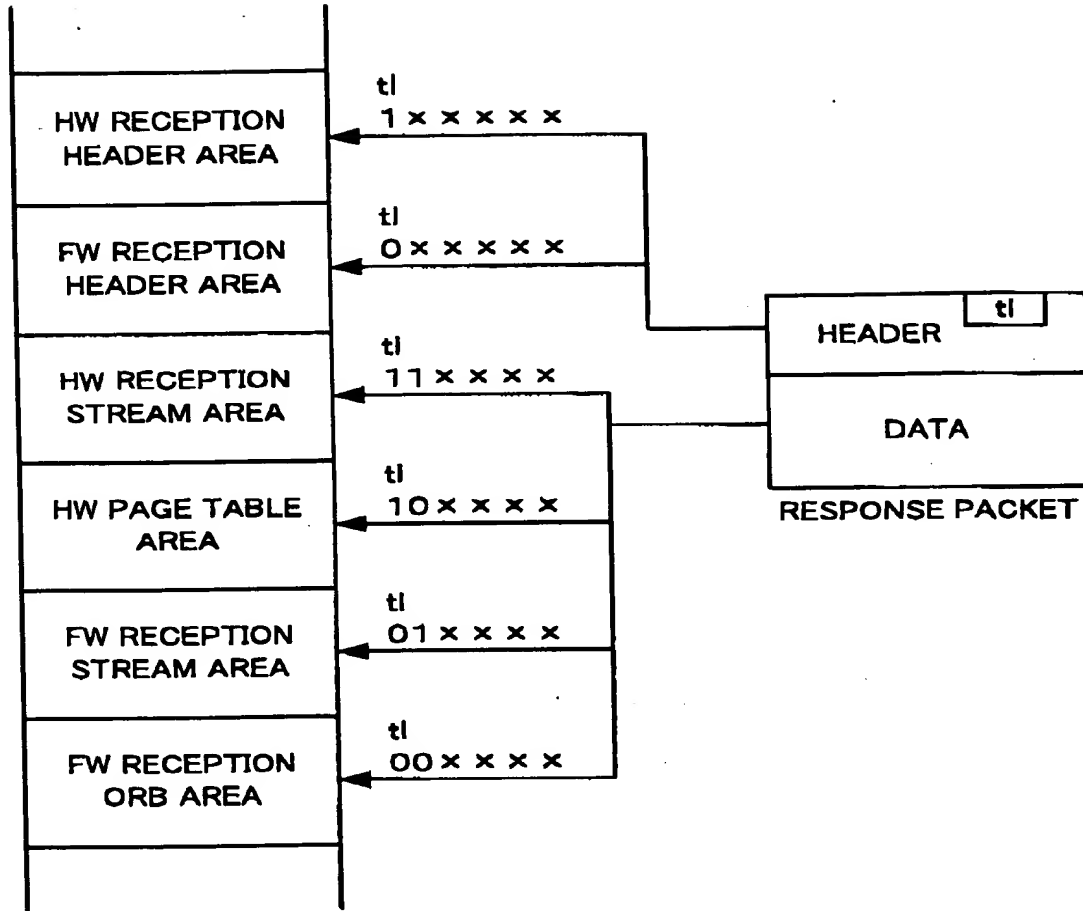 HW RECEPTION
HEADER AREA
FW RECEPTION
HEADER AREA
HW RECEPTION
STREAM AREA
HW PAGE TABLE
AREA
FW RECEPTION
STREAM AREA
FW RECEPTION
ORB AREA
tl
1×××××
tl
0×××××
tl
11××××
tl
10××××
tl
01××××
tl
00××××
tl
HEADER
DATA
RESPONSE PACKET